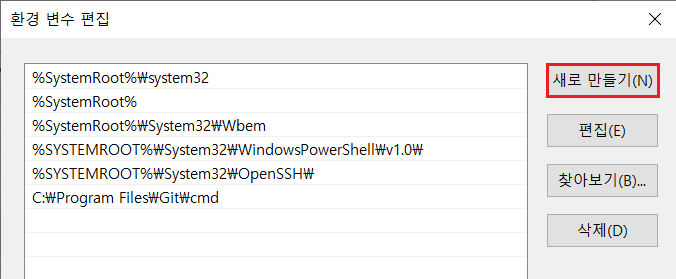 환경 변수 편집
%SystemRoot%₩system32
%SystemRoot%
%SystemRoot%₩System32₩Wbem
%SYSTEMROOT%₩System32₩WindowsPowerShell₩v1.0₩
%SYSTEMROOT%₩System32₩OpenSSH₩
C:₩Program Files₩Git₩cmd
새로 만들기(N)
편집(E)
찾아보기(B)...
삭제(D)